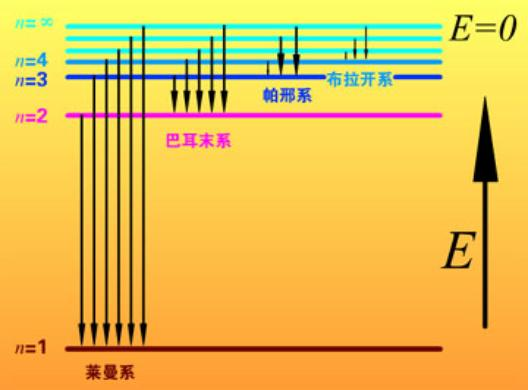 n=∞
E=0
n=4
n=3
布拉开系
帕邢系
n=2
巴耳末系
E
n=1
莱曼系